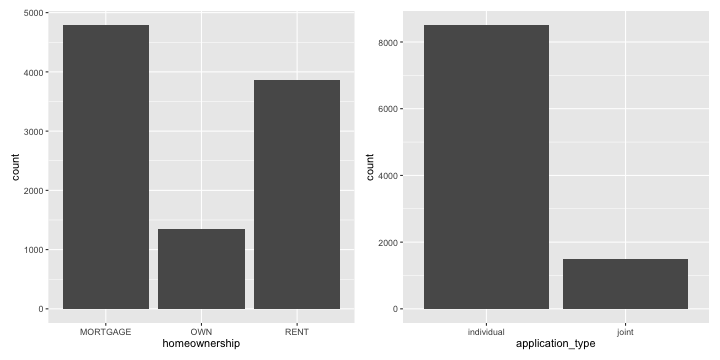 5000
4000
3000
2000
1000
0
count
MORTGAGE OWN RENT
homeownership
8000
6000
4000
2000
0
count
individual joint
application_type